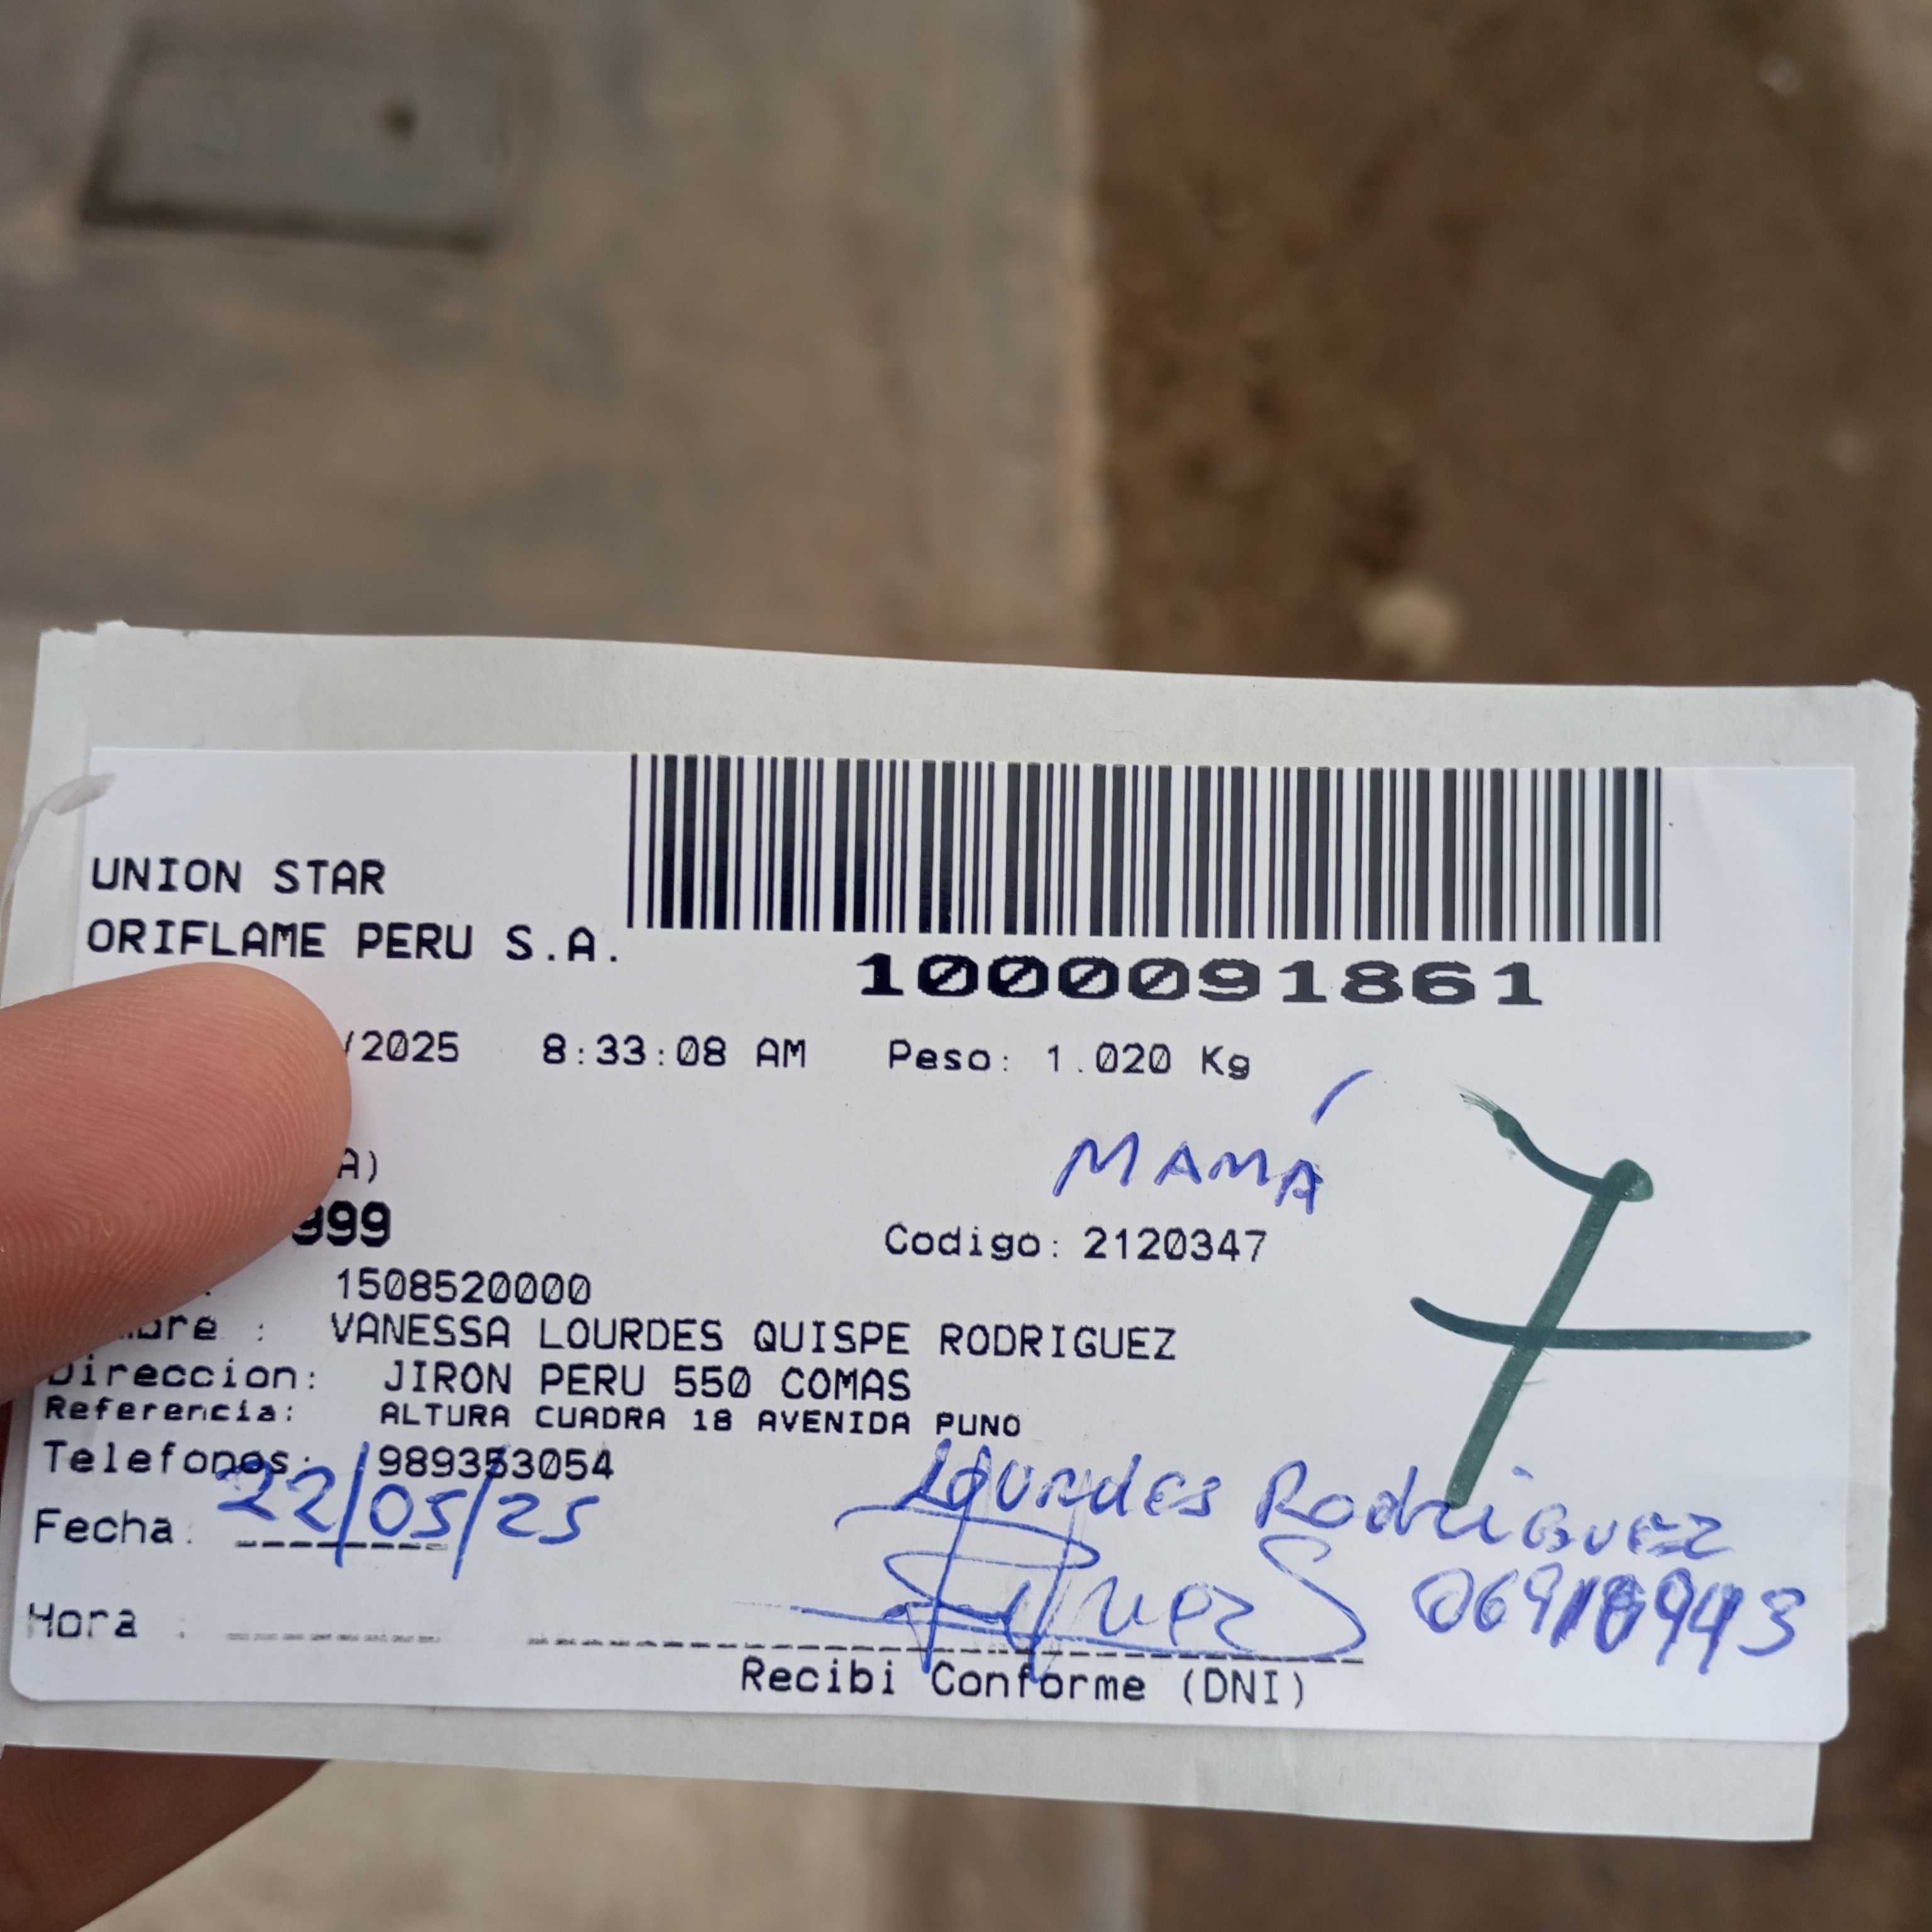 UNION STAR
ORIFLAME PERU S.A.
1000091861
/2025 8:33:08 AM Peso: 1.020 Kg
A)
MAMÁ
7
999
Codigo: 2120347
1508520000
bre : VANESSA LOURDES QUISPE RODRIGUEZ
Direccion: JIRON PERU 550 COMAS
Referencia: ALTURA CUADRA 18 AVENIDA PUNO
Telefonos: 989353054
Lourdes Rodriguez
Fecha: 22/05/25
06918943
Hora :
Recibi Conforme (DNI)